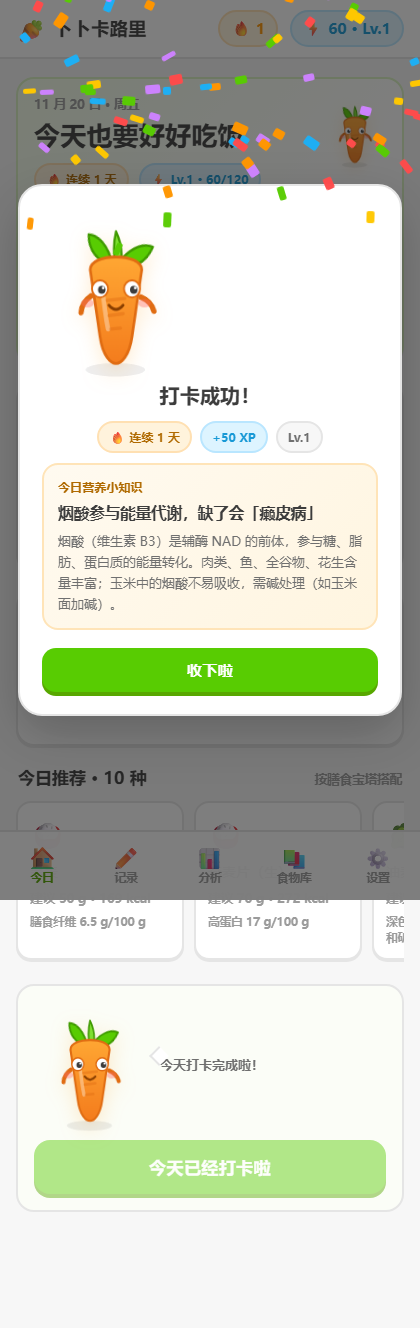 卜卜卡路里
1
60 • Lv.1
11 月 20 日 • 周五
今天也要好好吃饭
连续 1 天
Lv.1 • 60/120
打卡成功!
连续 1 天
+50 XP
Lv.1
今日营养小知识
烟酸参与能量代谢，缺了会「癞皮病」
烟酸（维生素 B3）是辅酶 NAD 的前体，参与糖、脂
肪、蛋白质的能量转化。肉类、鱼、全谷物、花生含
量丰富；玉米中的烟酸不易吸收，需碱处理（如玉米
面加碱）。
收下啦
今日推荐 • 10 种
按膳食宝塔搭配
今日
记录
分析
食物库
设置
膳食纤维 6.5 g/100 g
高蛋白 17 g/100 g
深色
今天打卡完成啦!
今天已经打卡啦